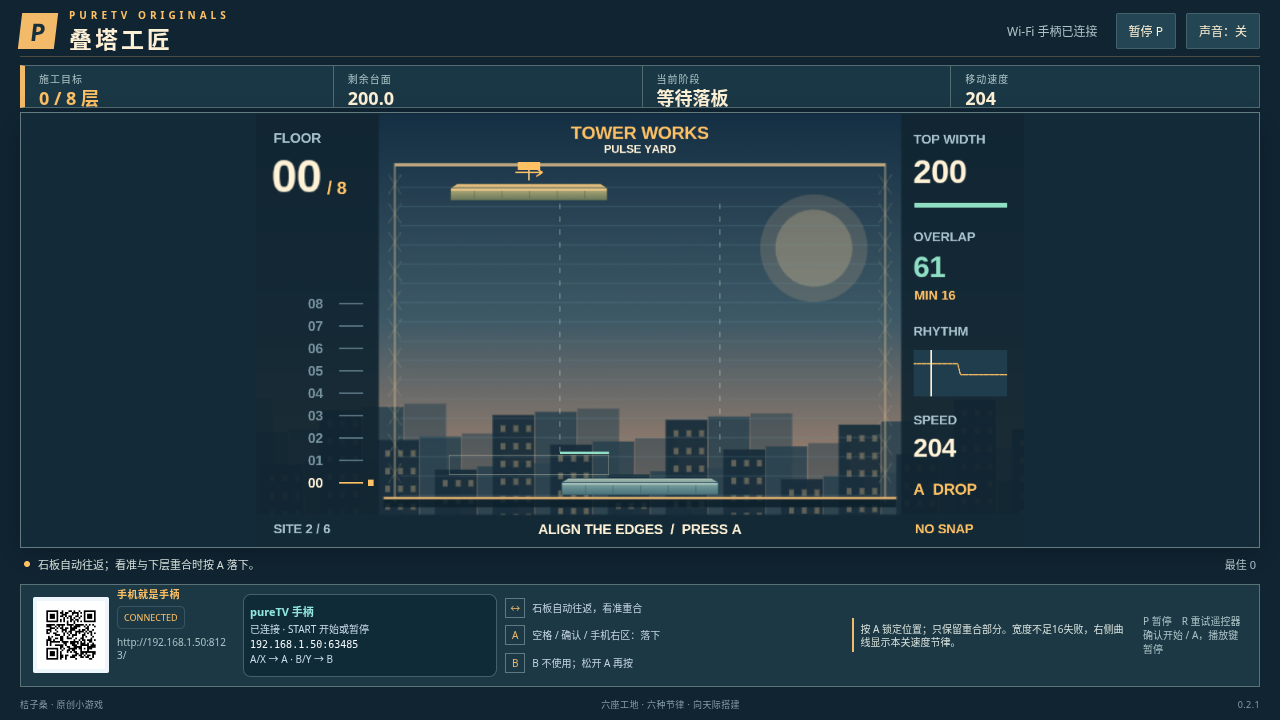 P
PURETV ORIGINALS
叠塔工匠
Wi-Fi 手柄已连接
暂停 P
声音：关
施工目标
0 / 8 层
剩余台面
200.0
当前阶段
等待落板
移动速度
204
FLOOR
00 / 8
08
07
06
05
04
03
02
01
00
SITE 2 / 6
TOWER WORKS
PULSE YARD
ALIGN THE EDGES / PRESS A
TOP WIDTH
200
OVERLAP
61
MIN 16
RHYTHM
SPEED
204
A DROP
NO SNAP
石板自动往返；看准与下层重合时按 A 落下。
最佳 0
手机就是手柄
CONNECTED
http://192.168.1.50:812
3/
pureTV 手柄
已连接 · START 开始或暂停
192.168.1.50:63485
A/X → A · B/Y → B
↔ 石板自动往返，看准重合
A 空格 / 确认 / 手机右区：落下
B B 不使用；松开 A 再按
按 A 锁定位置；只保留重合部分。宽度不足16失败，右侧曲
线显示本关速度节律。
P 暂停 R 重试遥控器
确认开始 / A，播放键
暂停
桔子桑 · 原创小游戏
六座工地 · 六种节律 · 向天际搭建
0.2.1